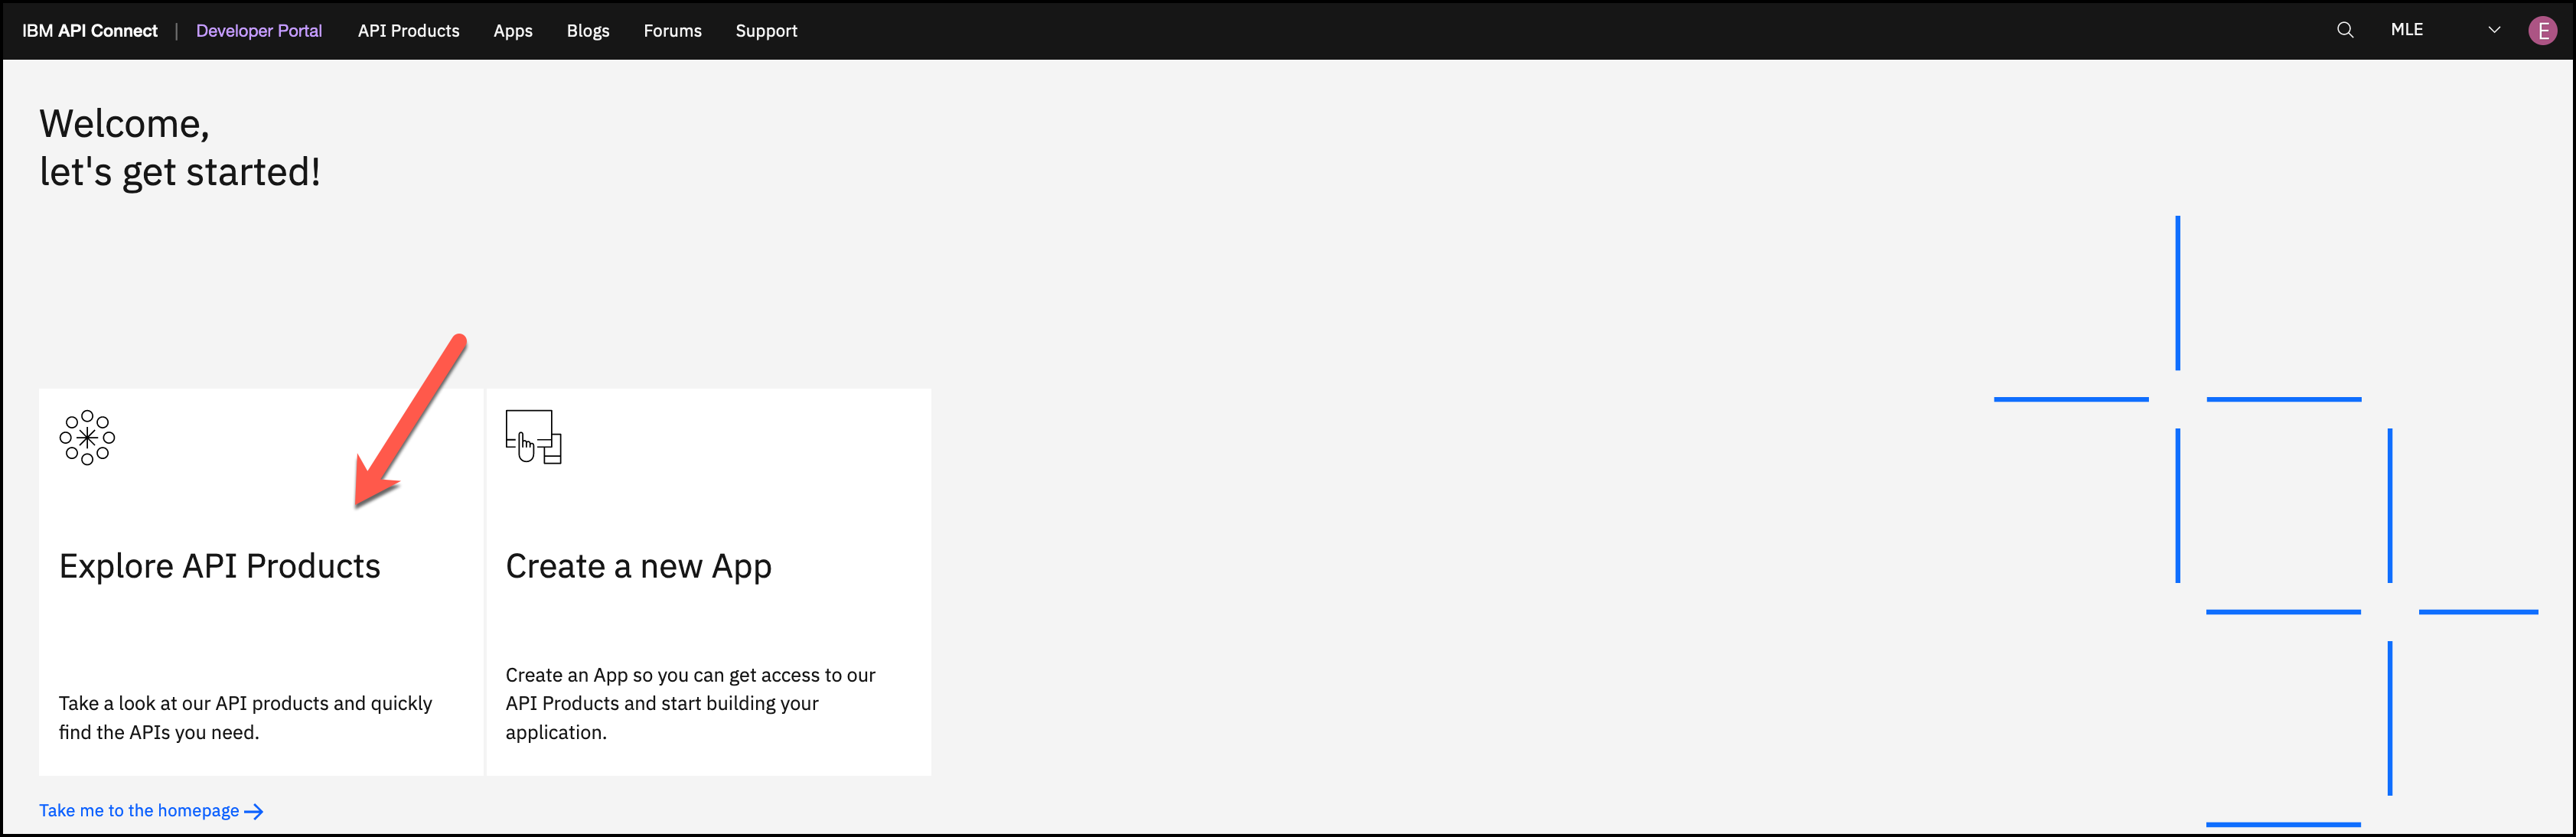 IBM API Connect | Developer Portal API Products Apps Blogs Forums Support MLE E
Welcome,
let's get started!
Explore API Products
Take a look at our API products and quickly
find the APIs you need.
Create a new App
Create an App so you can get access to our
API Products and start building your
application.
Take me to the homepage